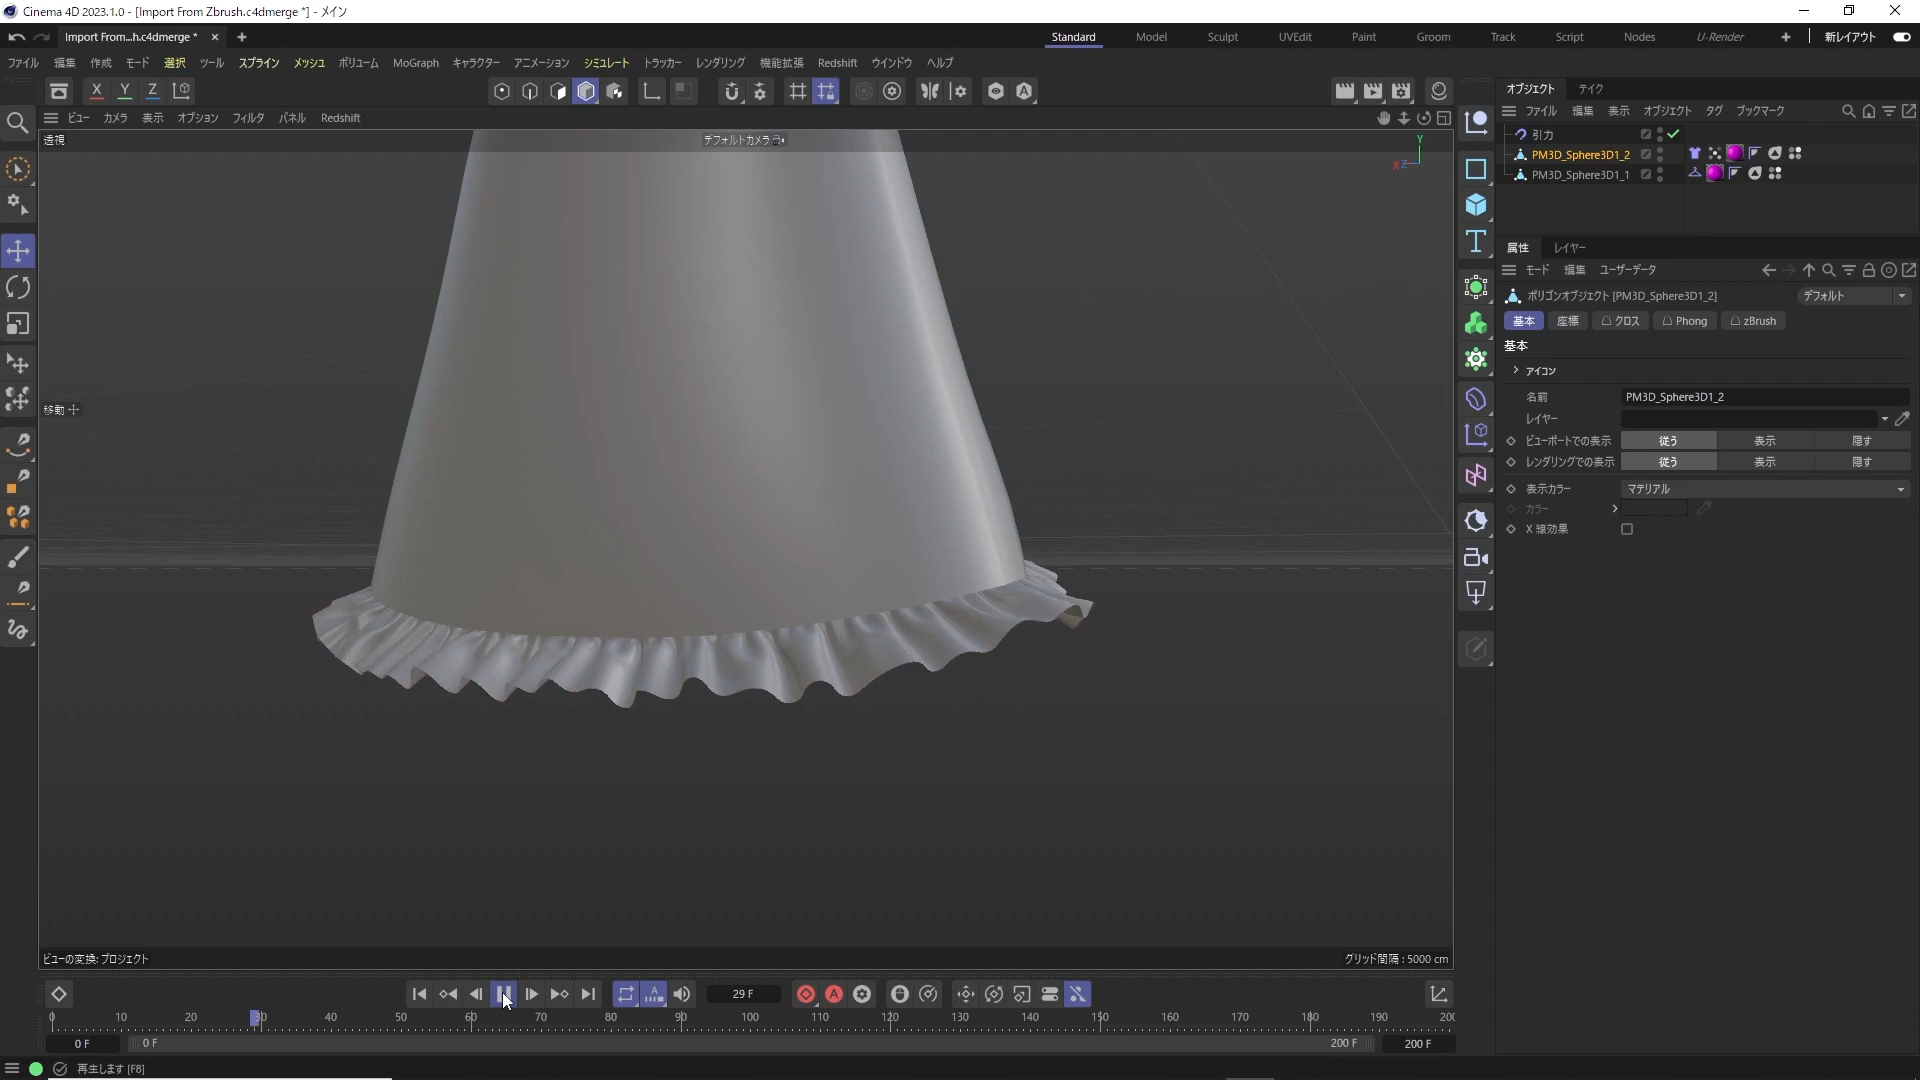 Cinema 4D 2023.1.0 - [Import From Zbrush.c4dmerge *] - メイン
Import From...h.c4dmerge *
Standard Model Sculpt UVEdit Paint Groom Track Script Nodes U-Render 新レイアウト
ファイル 編集 作成 モード 選択 ツール スプライン メッシュ ボリューム MoGraph キャラクター アニメーション シミュレート トラッカー レンダリング 機能拡張 Redshift ウインドウ ヘルプ
X Y Z
オブジェクト テイク
ビュー カメラ 表示 オプション フィルタ パネル Redshift
ファイル 編集 表示 オブジェクト タグ ブックマーク
透視
デフォルトカメラ
Y
X Z
引力
PM3D_Sphere3D1_2
PM3D_Sphere3D1_1
属性 レイヤー
モード 編集 ユーザーデータ
ポリゴンオブジェクト [PM3D_Sphere3D1_2]
デフォルト
基本 座標 クロス Phong zBrush
基本
アイコン
名前 PM3D_Sphere3D1_2
レイヤー
ビューポートでの表示 従う 表示 隠す
レンダリングでの表示 従う 表示 隠す
表示カラー マテリアル
カラー
X 線効果
移動
ビューの変換: プロジェクト
グリッド間隔 : 5000 cm
29 F
0 10 20 30 40 50 60 70 80 90 100 110 120 130 140 150 160 170 180 190 200
0 F 0 F 200 F 200 F
再生します [F8]